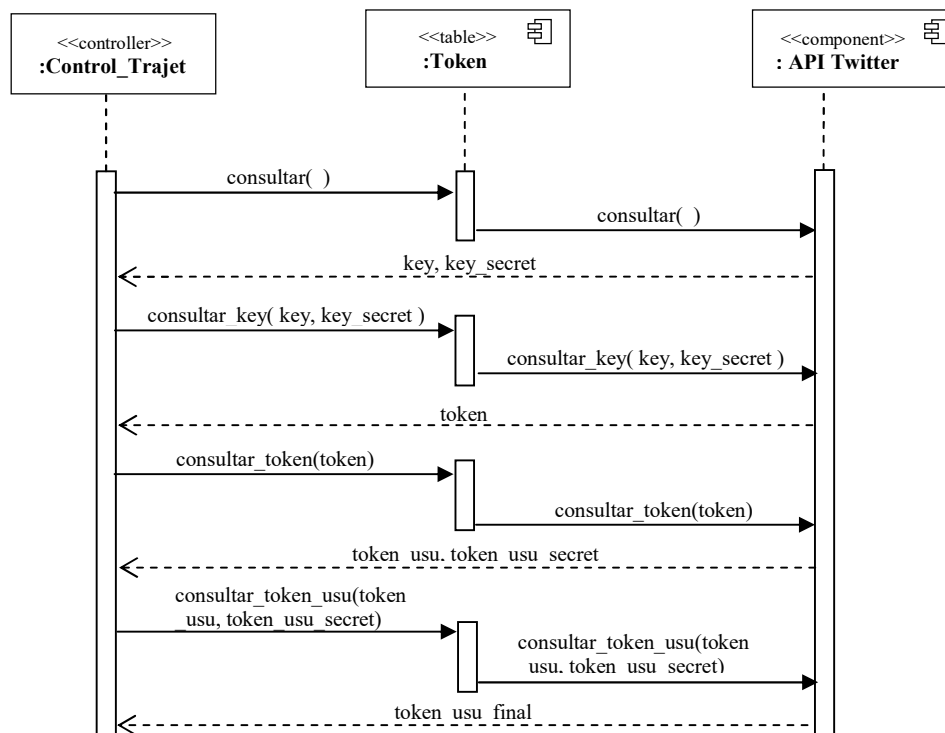 <<controller>>
:Control_Trajet
<<table>>
:Token
<<component>>
: API Twitter
consultar( )
consultar( )
key, key_secret
consultar_key( key, key_secret )
consultar_key( key, key_secret )
token
consultar_token(token)
consultar_token(token)
token_usu, token_usu_secret
consultar_token_usu(token
_usu, token_usu_secret)
consultar_token_usu(token
_usu, token_usu_secret)
token_usu_final